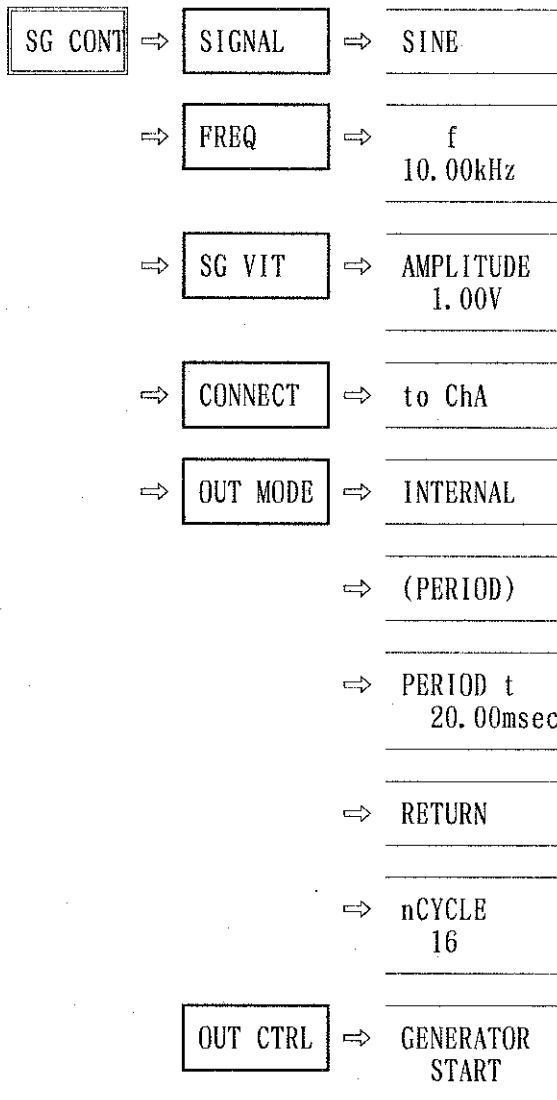 SG CONT ⇒ SIGNAL ⇒ SINE
⇒ FREQ ⇒ f
10.00kHz
⇒ SG VIT ⇒ AMPLITUDE
1.00V
⇒ CONNECT ⇒ to ChA
⇒ OUT MODE ⇒ INTERNAL
⇒ (PERIOD)
⇒ PERIOD t
20.00msec
⇒ RETURN
⇒ nCYCLE
16
OUT CTRL ⇒ GENERATOR
START